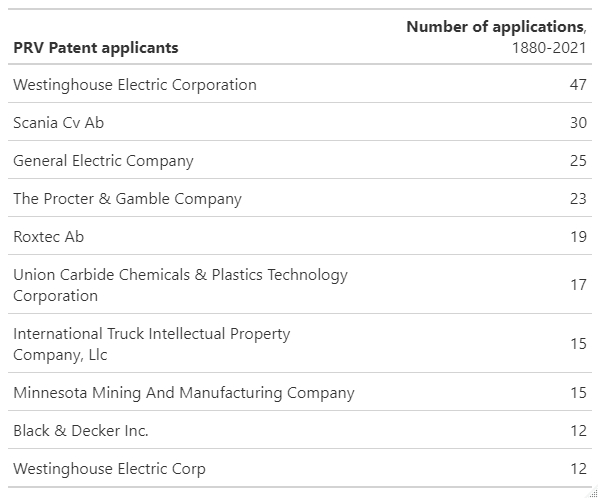 Number of applications,
PRV Patent applicants 1880-2021
Westinghouse Electric Corporation 47
Scania Cv Ab 30
General Electric Company 25
The Procter & Gamble Company 23
Roxtec Ab 19
Union Carbide Chemicals & Plastics Technology
Corporation 17
International Truck Intellectual Property
Company, Llc 15
Minnesota Mining And Manufacturing Company 15
Black & Decker Inc. 12
Westinghouse Electric Corp 12